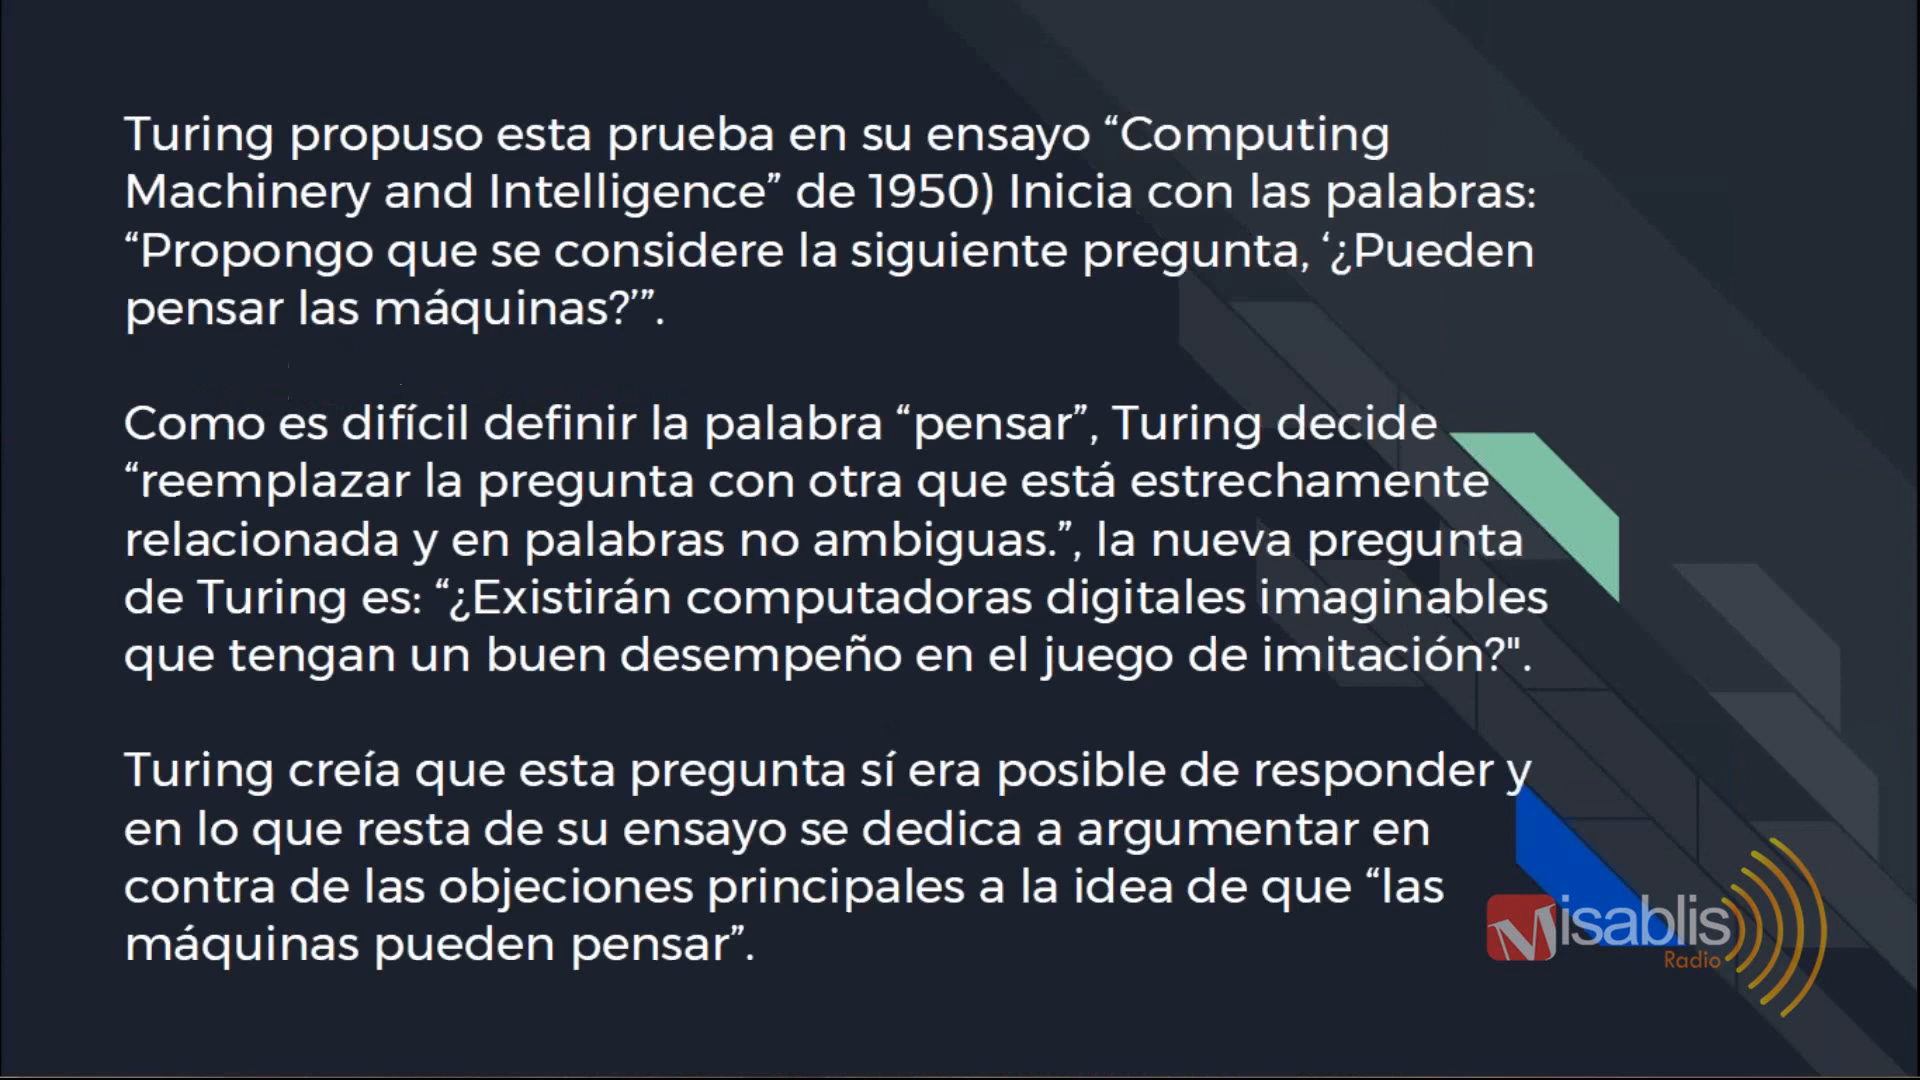 Turing propuso esta prueba en su ensayo “Computing
Machinery and Intelligence” de 1950) Inicia con las palabras:
“Propongo que se considere la siguiente pregunta, ‘¿Pueden
pensar las máquinas?’”.
Como es difícil definir la palabra “pensar”, Turing decide
“reemplazar la pregunta con otra que está estrechamente
relacionada y en palabras no ambiguas.”, la nueva pregunta
de Turing es: “¿Existirán computadoras digitales imaginables
que tengan un buen desempeño en el juego de imitación?".
Turing creía que esta pregunta sí era posible de responder y
en lo que resta de su ensayo se dedica a argumentar en
contra de las objeciones principales a la idea de que “las
máquinas pueden pensar”.
Misablis
Radio